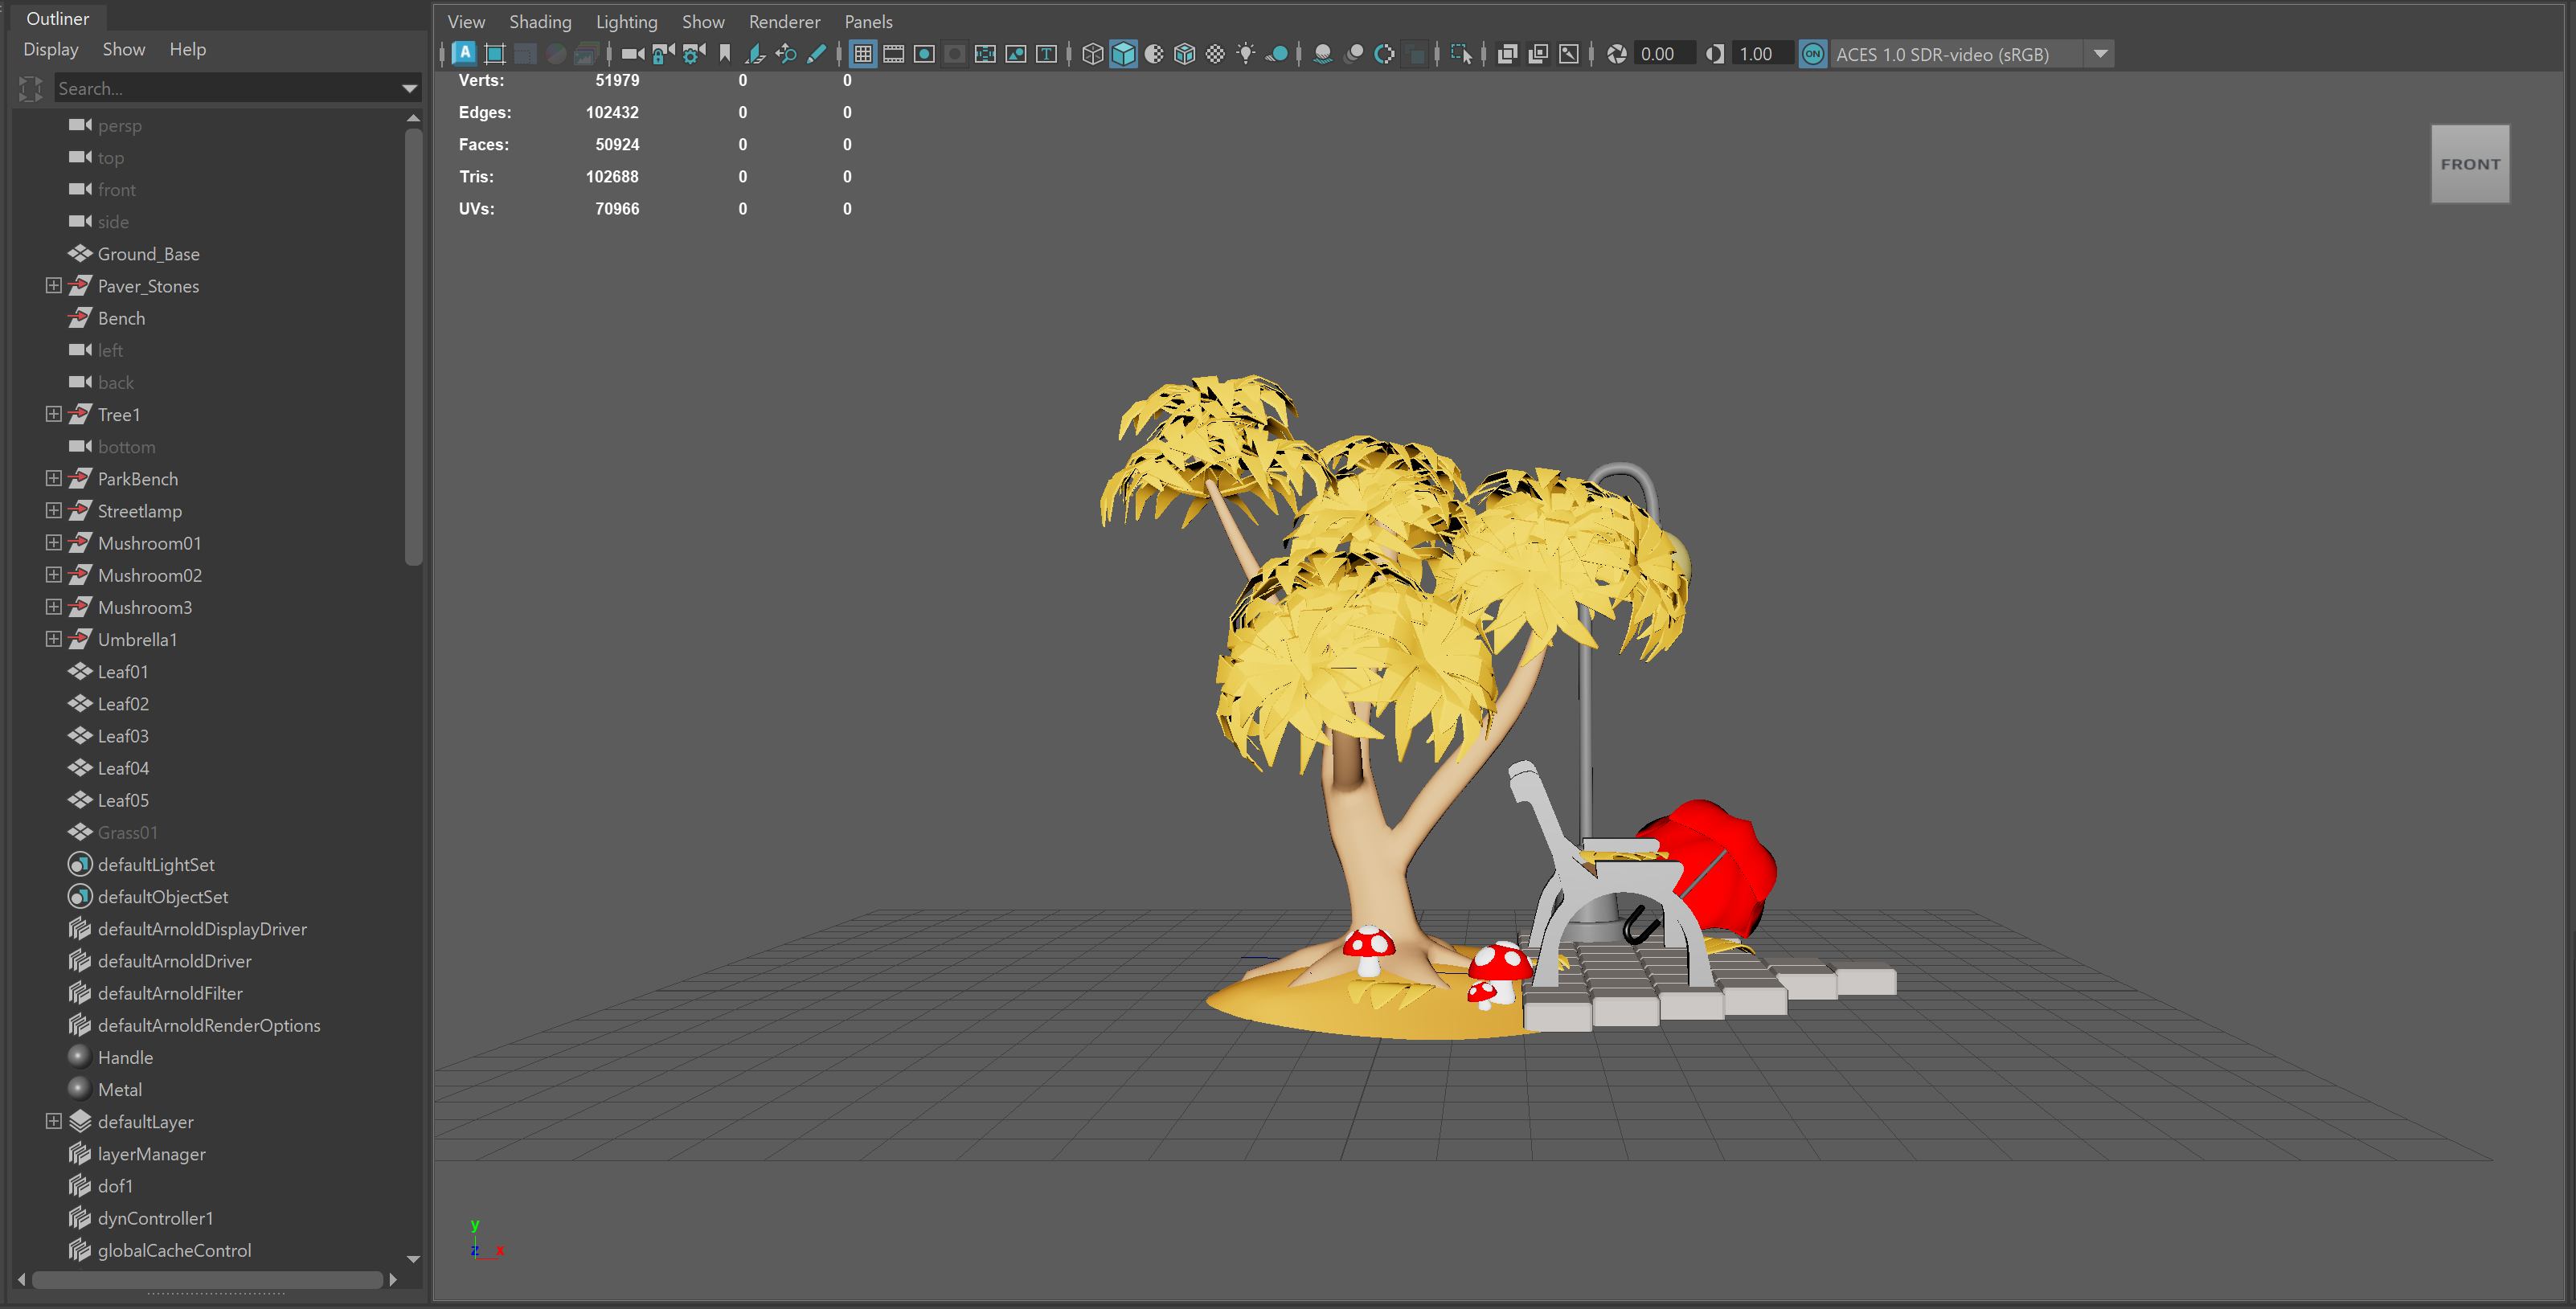 Outliner
Display Show Help
Search...
persp
top
front
side
Ground_Base
Paver_Stones
Bench
left
back
Tree1
bottom
ParkBench
Streetlamp
Mushroom01
Mushroom02
Mushroom3
Umbrella1
Leaf01
Leaf02
Leaf03
Leaf04
Leaf05
Grass01
defaultLightSet
defaultObjectSet
defaultArnoldDisplayDriver
defaultArnoldDriver
defaultArnoldFilter
defaultArnoldRenderOptions
Handle
Metal
defaultLayer
layerManager
dof1
dynController1
globalCacheControl
View Shading Lighting Show Renderer Panels
A T 0.00 1.00 ON ACES 1.0 SDR-video (sRGB)
Verts: 51979 0 0
Edges: 102432 0 0
Faces: 50924 0 0
Tris: 102688 0 0
UVs: 70966 0 0
FRONT
y
z x